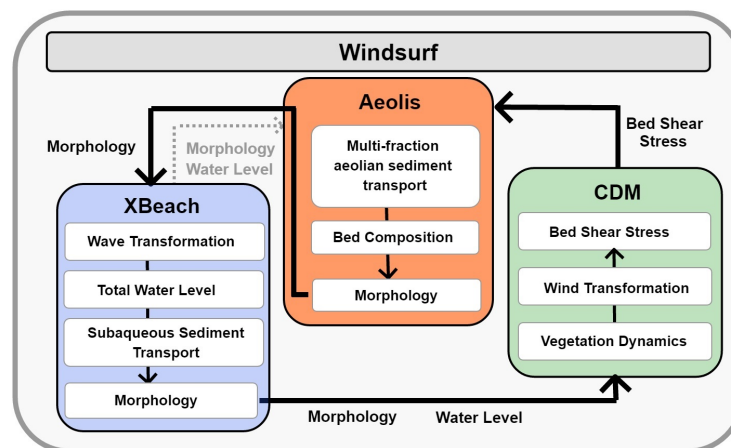 Windsurf
Aeolis
Multi-fraction
aeolian sediment
transport
Bed Composition
Morphology
Morphology
Morphology
Water Level
XBeach
Wave Transformation
Total Water Level
Subaqueous Sediment
Transport
Morphology
Bed Shear
Stress
CDM
Bed Shear Stress
Wind Transformation
Vegetation Dynamics
Morphology Water Level